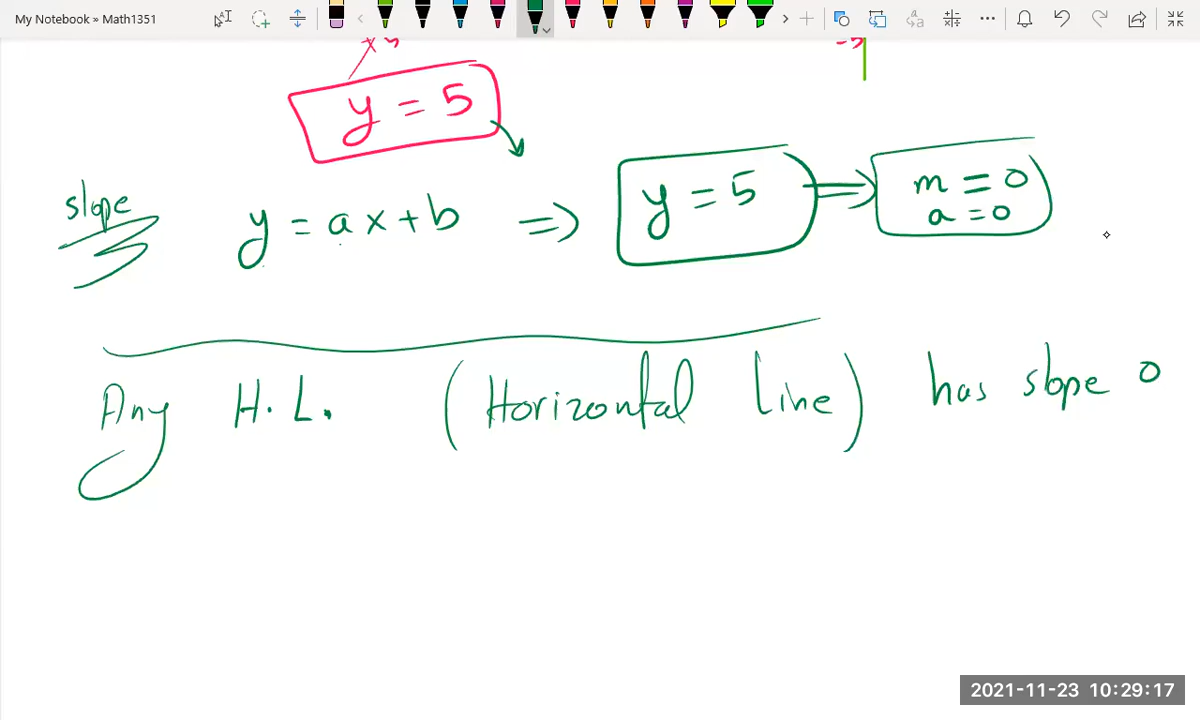 My Notebook » Math1351
y = 5
slope
y = ax+b ⇒ y = 5 ⇒ m = 0
a = 0
Any H.L. (Horizontal Line) has slope 0
2021-11-23 10:29:17